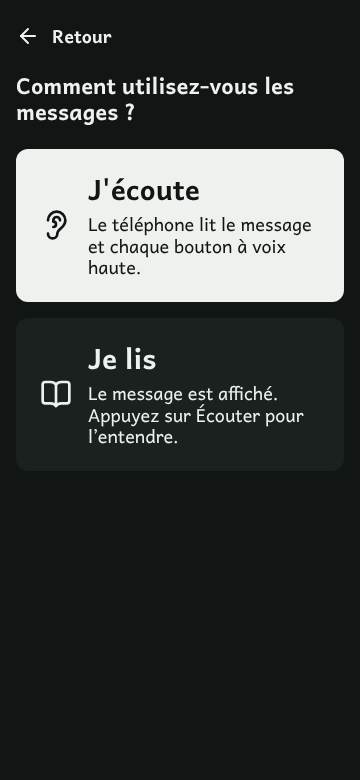 Retour
Comment utilisez-vous les
messages ?
J'écoute
Le téléphone lit le message
et chaque bouton à voix
haute.
Je lis
Le message est affiché.
Appuyez sur Écouter pour
l’entendre.